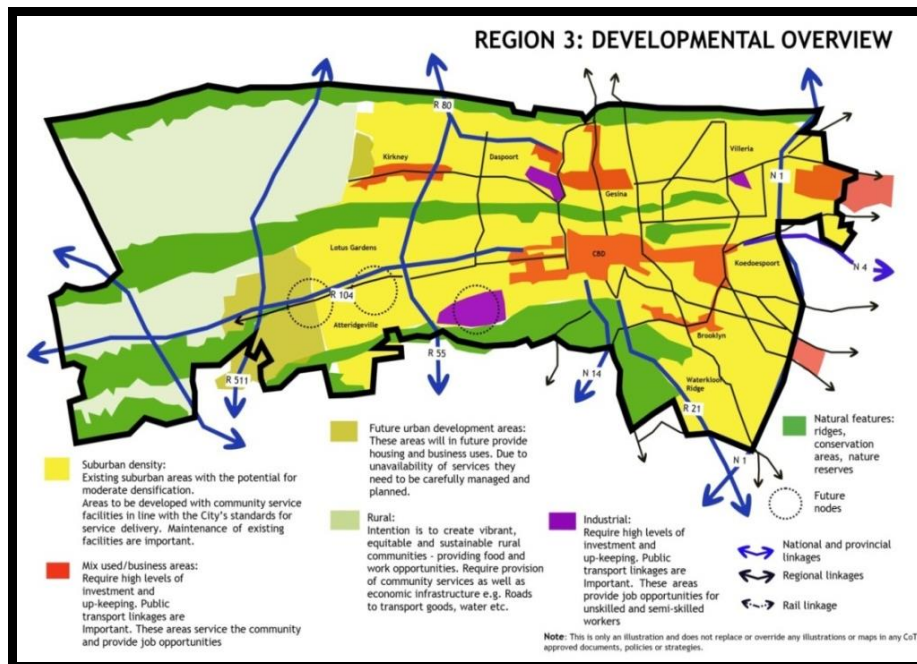 REGION 3: DEVELOPMENTAL OVERVIEW
R 80
Kirkney
Daspoort
Villeria
Gesina
N 1
Lotus Gardens
CBD
Koedoespoort
N 4
R 104
Atteridgeville
Brooklyn
R 55
N 14
R 511
Waterkloof
Ridge
R 21
N 1
Suburban density:
Existing suburban areas with the potential for
moderate densification.
Areas to be developed with community service
facilities in line with the City's standards for
service delivery. Maintenance of existing
facilities are important.
Mix used/business areas:
Require high levels of
investment and
up-keeping. Public
transport linkages are
Important. These areas service the community
and provide job opportunities
Future urban development areas:
These areas will in future provide
housing and business uses. Due to
unavailability of services they
need to be carefully managed and
planned.
Rural:
Intention is to create vibrant,
equitable and sustainable rural
communities - providing food and
work opportunities. Require provision
of community services as well as
economic infrastructure e.g. Roads
to transport goods, water etc.
Industrial:
Require high levels of
investment and
up-keeping. Public
transport linkages are
Important. These areas
provide job opportunities for
unskilled and semi-skilled
workers
Natural features:
ridges,
conservation
areas, nature
reserves
Future
nodes
National and provincial
linkages
Regional linkages
Rail linkage
Note: This is only an illustration and does not replace or override any illustrations or maps in any CoT
approved documents, policies or strategies.